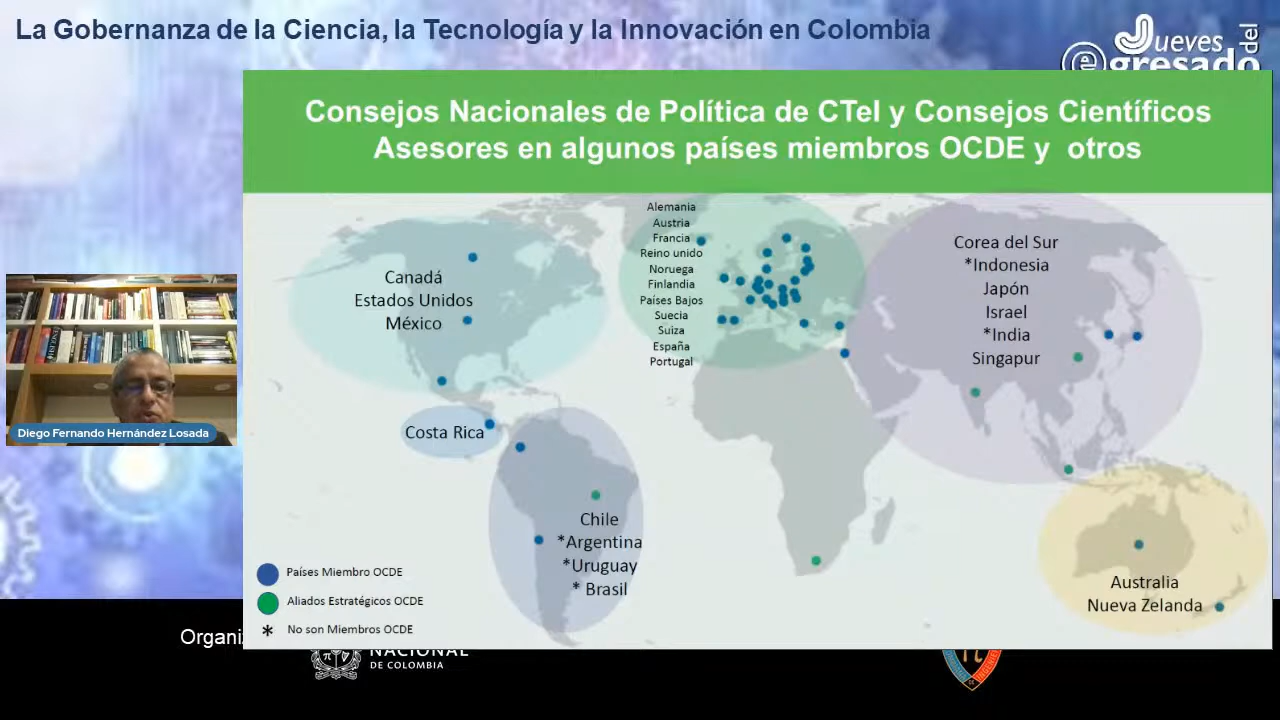 La Gobernanza de la Ciencia, la Tecnología y la Innovación en Colombia
Jueves
del
egresado
Consejos Nacionales de Política de CTeI y Consejos Científicos
Asesores en algunos países miembros OCDE y otros
Alemania
Austria
Francia
Reino unido
Noruega
Finlandia
Países Bajos
Suecia
Suiza
España
Portugal
Canadá
Estados Unidos
México
Corea del Sur
*Indonesia
Japón
Israel
*India
Singapur
Costa Rica
Diego Fernando Hernández Losada
Chile
*Argentina
*Uruguay
* Brasil
Australia
Nueva Zelanda
Países Miembro OCDE
Aliados Estratégicos OCDE
* No son Miembros OCDE
Organiz
NACIONAL
DE COLOMBIA